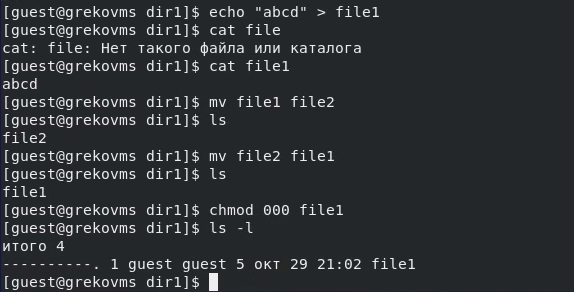 [guest@grekovms dir1]$ echo "abcd" > file1
[guest@grekovms dir1]$ cat file
cat: file: Нет такого файла или каталога
[guest@grekovms dir1]$ cat file1
abcd
[guest@grekovms dir1]$ mv file1 file2
[guest@grekovms dir1]$ ls
file2
[guest@grekovms dir1]$ mv file2 file1
[guest@grekovms dir1]$ ls
file1
[guest@grekovms dir1]$ chmod 000 file1
[guest@grekovms dir1]$ ls -l
итого 4
----------. 1 guest guest 5 окт 29 21:02 file1
[guest@grekovms dir1]$